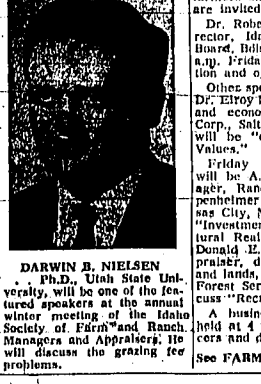 DARWIN B. NIELSEN
. . Ph.D., Utah State Uni-
versity, will be one of the fea-
tured speakers at the annual
winter meeting of the Idaho
Society of Farm and Ranch
Managers and Appraisers. He
will discuss the grazing fee
problems.
are invited
Dr. Robe
rector, Ida
Board, Boi
a.m. Frida
tion and
Other spe
Dr. Elroy
and econo
Corp., Salt
will be
Values."
Friday
will be A.
ager, Ran
penheimer
sas City,
"Investmen
tural Real
Donald E.
praiser, d
and lands,
Forest Ser
cuss "Rec
A busin
held at 4
cers and d
See FARM